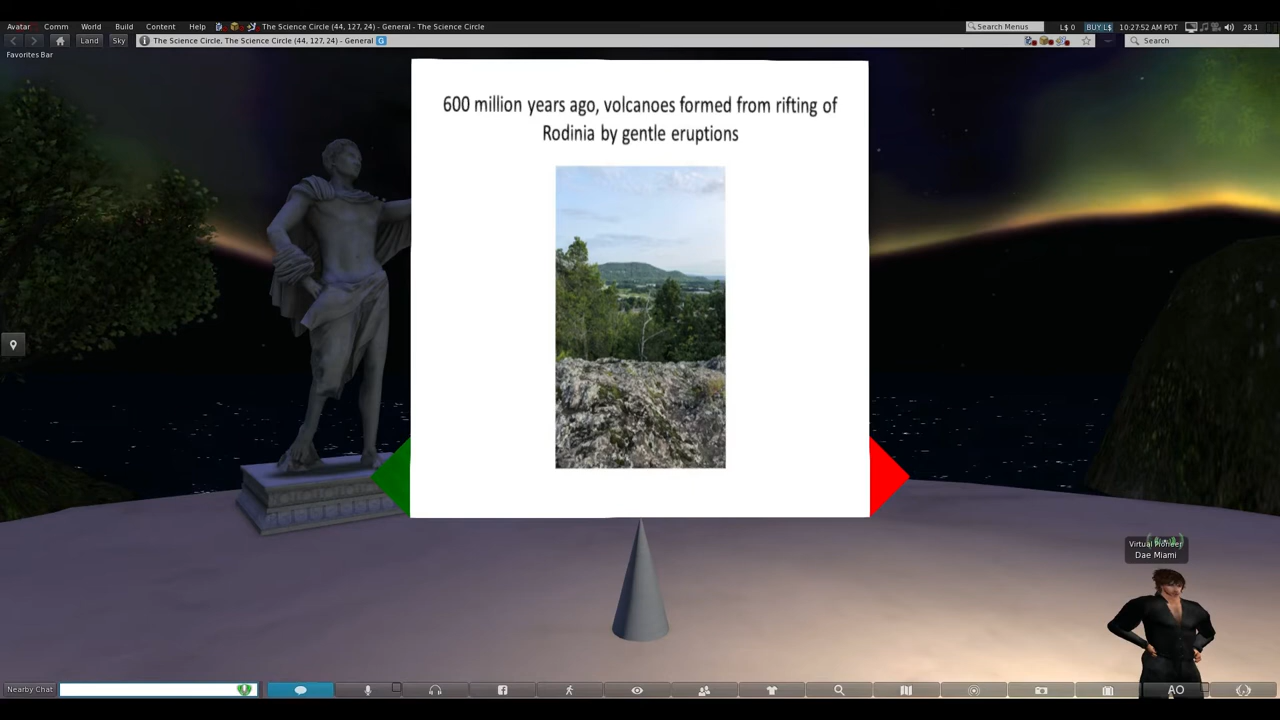 Avatar Comm World Build Content Help The Science Circle (44, 127, 24) - General - The Science Circle Search Menus L$ 0 BUY L$ 10:27:52 AM PDT 28.1
Land Sky The Science Circle, The Science Circle (44, 127, 24) - General G Search
Favorites Bar
600 million years ago, volcanoes formed from rifting of
Rodinia by gentle eruptions
Virtual Pioneer
Dae Miami
Nearby Chat AO